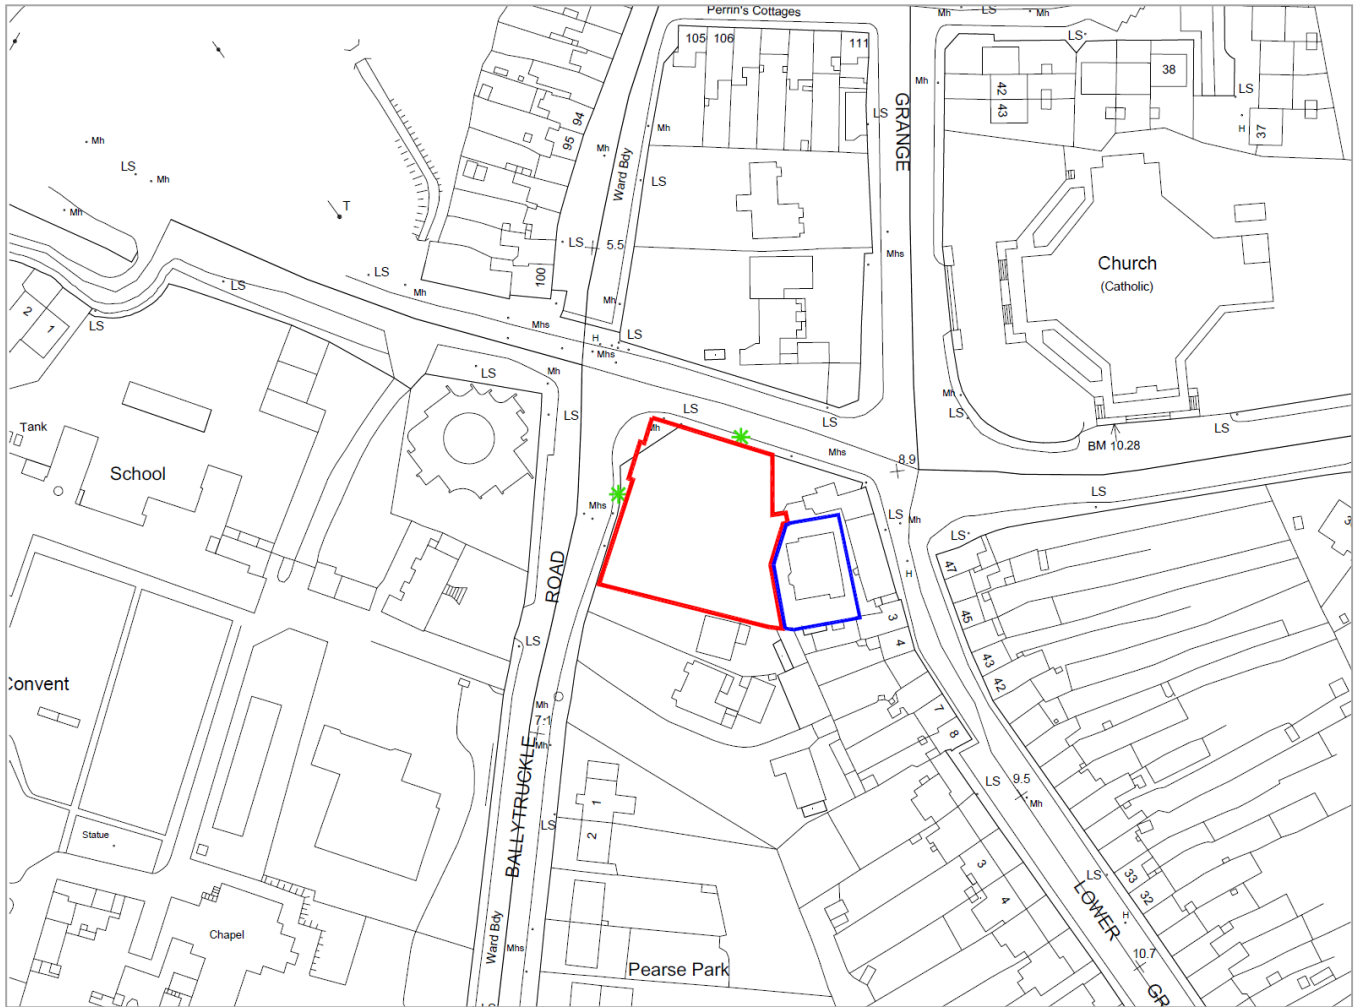 Perrin's Cottages
Mh
LS
Mh
105 106
111
LS
38
42
43
Mh
LS
GRANGE
LS
H
37
94
95
Mh
Mh
Mh
LS
Mh
Ward Bdy
LS
Mh
T
LS
5.5
Mhs
Church
(Catholic)
LS
LS
Mh
100
Mh
2
1
LS
Mhs
H
LS
Mhs
LS
Mh
LS
LS
LS
Mh
LS
Mh
LS
Tank
BM 10.28
Mhs
School
8.9
LS
Mhs
LS
Mh
LS
ROAD
H
47
45
3
4
LS
43
42
Convent
Mh
7.1
Mh
7
8
LS
9.5
Mh
BALLYTRUCKLE
1
2
LS
Statue
3
4
LS
33
32
LOWER
H
Chapel
Ward Bdy
Mhs
10.7
Pearse Park
LS
GR